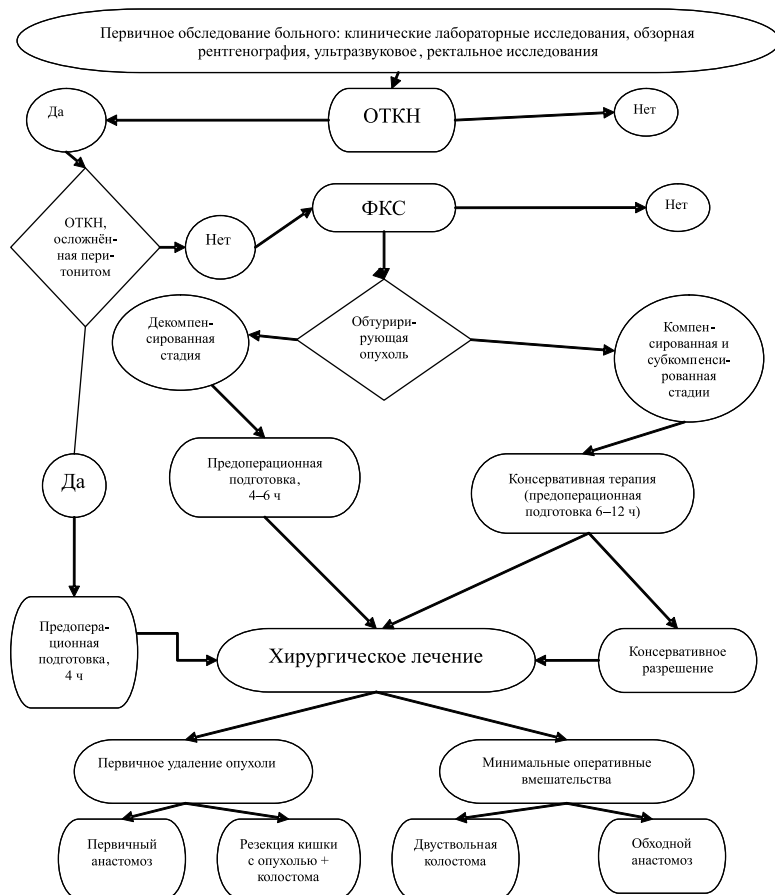 Первичное обследование больного: клинические лабораторные исследования, обзорная
рентгенография, ультразвуковое, ректальное исследования
Да
ОТКН
Нет
ОТКН,
осложнён-
ная пери-
тонитом
Нет
ФКС
Нет
Декомпен-
сированная
стадия
Обтурири-
рующая
опухоль
Компен-
сированная и
субкомпенси-
рованная
стадии
Да
Предоперационная
подготовка,
4–6 ч
Консервативная терапия
(предоперационная
подготовка 6–12 ч)
Предопера-
ционная
подготовка,
4 ч
Хирургическое лечение
Консервативное
разрешение
Первичное удаление опухоли
Минимальные оперативные
вмешательства
Первичный
анастомоз
Резекция кишки
с опухолью +
колостома
Двуствольная
колостома
Обходной
анастомоз